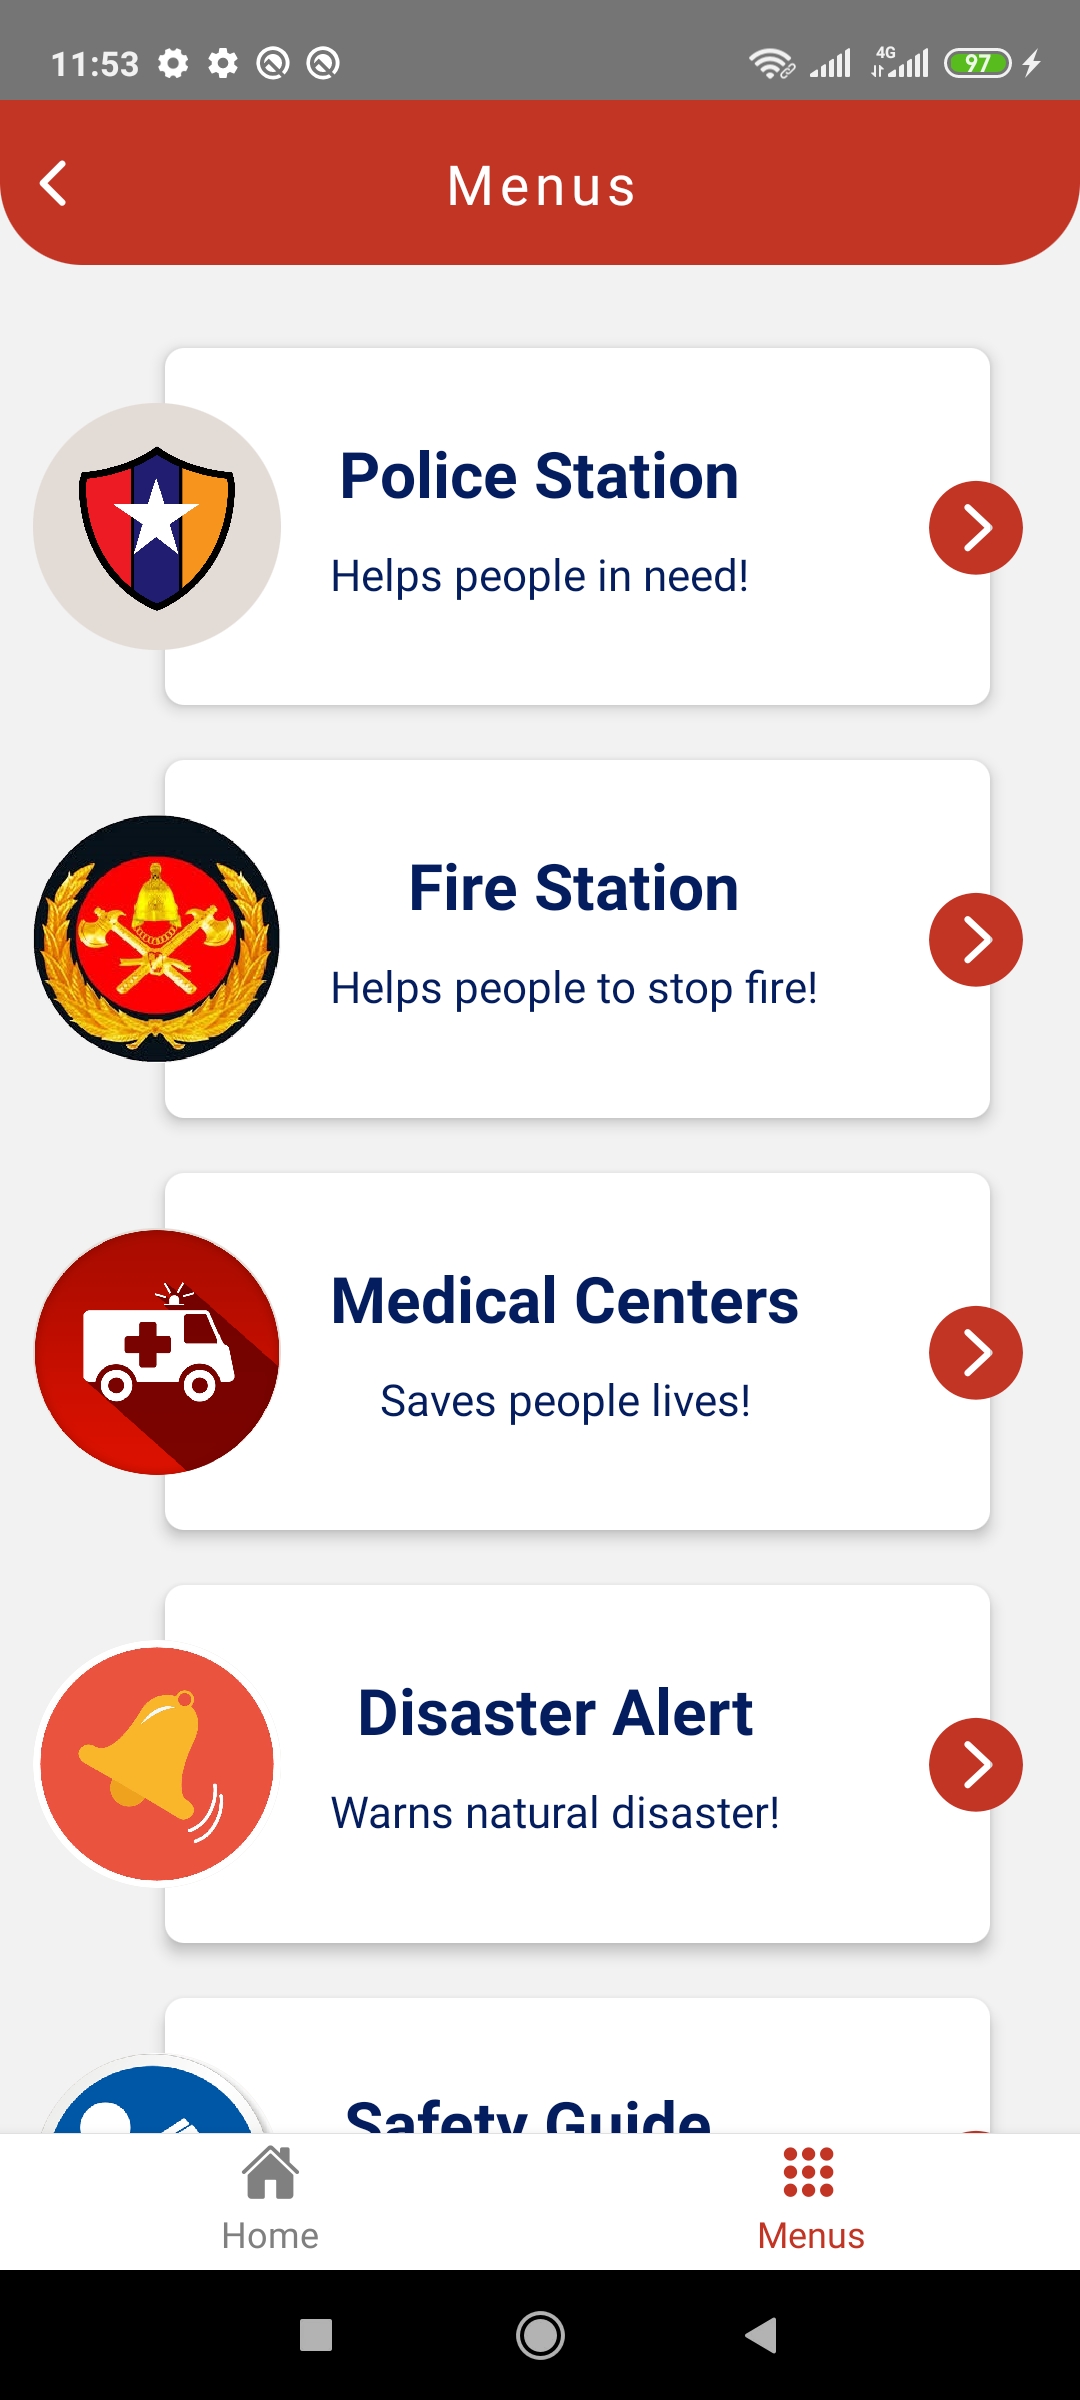 11:53
4G
97
Menus
Police Station
Helps people in need!
Fire Station
Helps people to stop fire!
Medical Centers
Saves people lives!
Disaster Alert
Warns natural disaster!
Safety Guide
Home
Menus